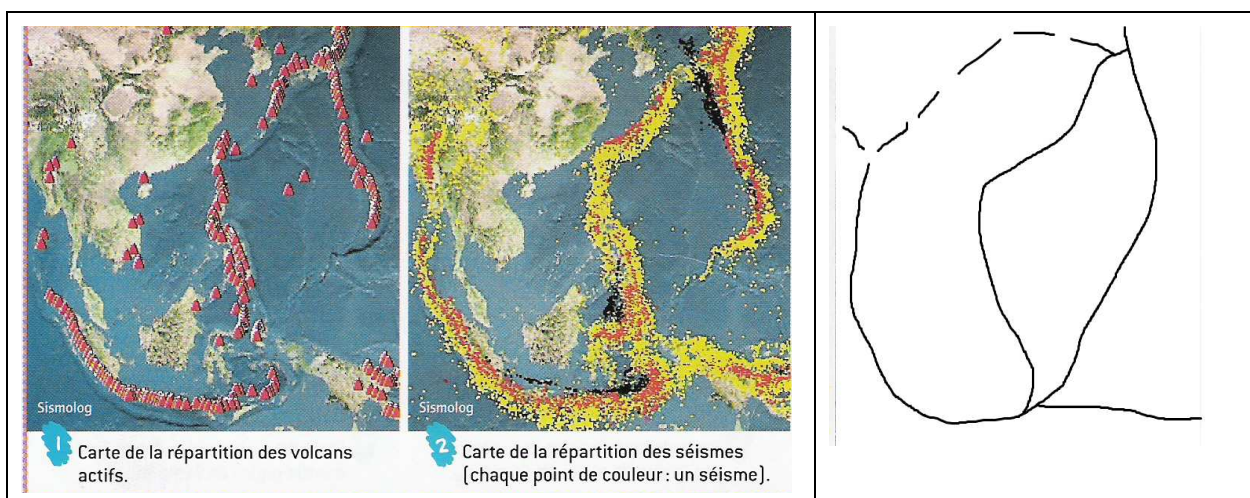 Sismolog
1 Carte de la répartition des volcans
actifs.
Sismolog
2 Carte de la répartition des séismes
(chaque point de couleur : un séisme).